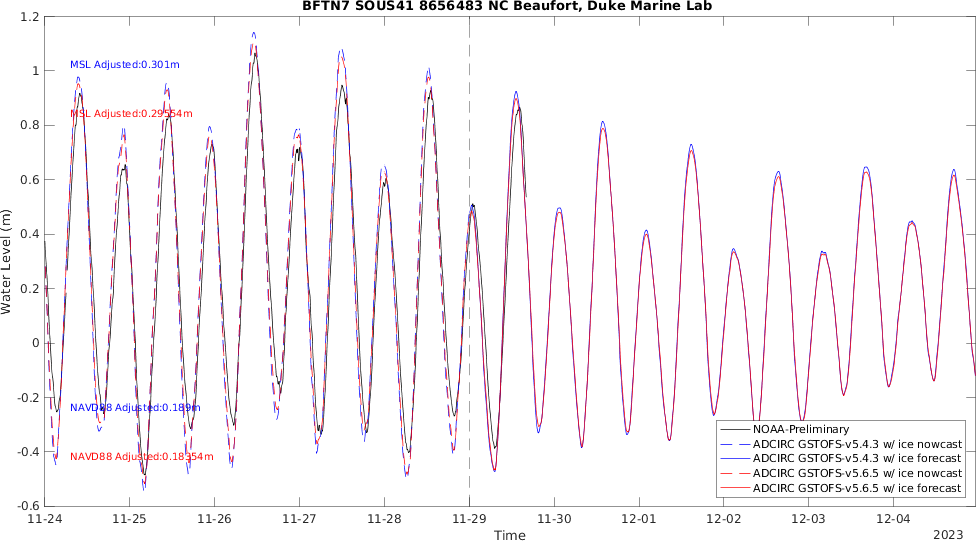 BFTN7 SOUS41 8656483 NC Beaufort, Duke Marine Lab
1.2
1
0.8
0.6
0.4
0.2
0
-0.2
-0.4
-0.6
Water Level (m)
MSL Adjusted:0.301m
MSL Adjusted:0.29554m
NAVD88 Adjusted:0.189m
NAVD88 Adjusted:0.18354m
NOAA-Preliminary
ADCIRC GSTOFS-v5.4.3 w/ ice nowcast
ADCIRC GSTOFS-v5.4.3 w/ ice forecast
ADCIRC GSTOFS-v5.6.5 w/ ice nowcast
ADCIRC GSTOFS-v5.6.5 w/ ice forecast
11-24 11-25 11-26 11-27 11-28 11-29 11-30 12-01 12-02 12-03 12-04
Time
2023